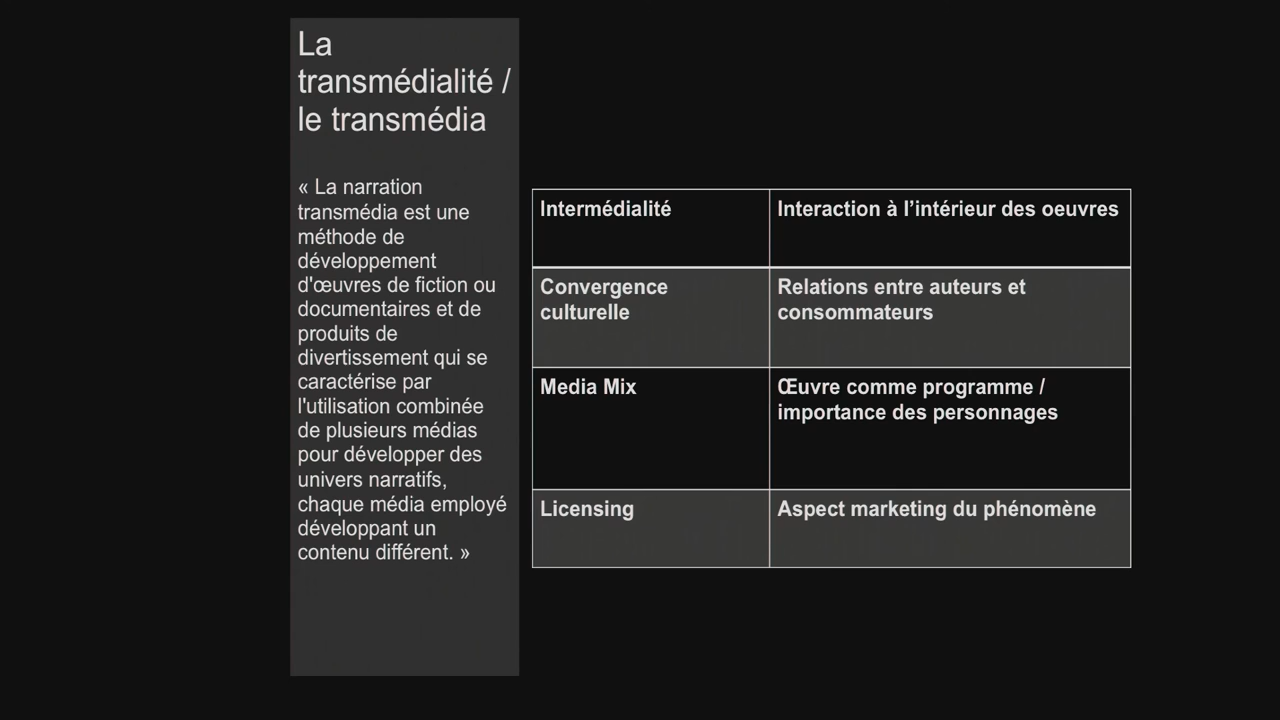 La
transmédialité /
le transmédia
« La narration
transmédia est une
méthode de
développement
d'œuvres de fiction ou
documentaires et de
produits de
divertissement qui se
caractérise par
l'utilisation combinée
de plusieurs médias
pour développer des
univers narratifs,
chaque média employé
développant un
contenu différent. »
Intermédialité
Interaction à l’intérieur des oeuvres
Convergence
culturelle
Relations entre auteurs et
consommateurs
Media Mix
Œuvre comme programme /
importance des personnages
Licensing
Aspect marketing du phénomène